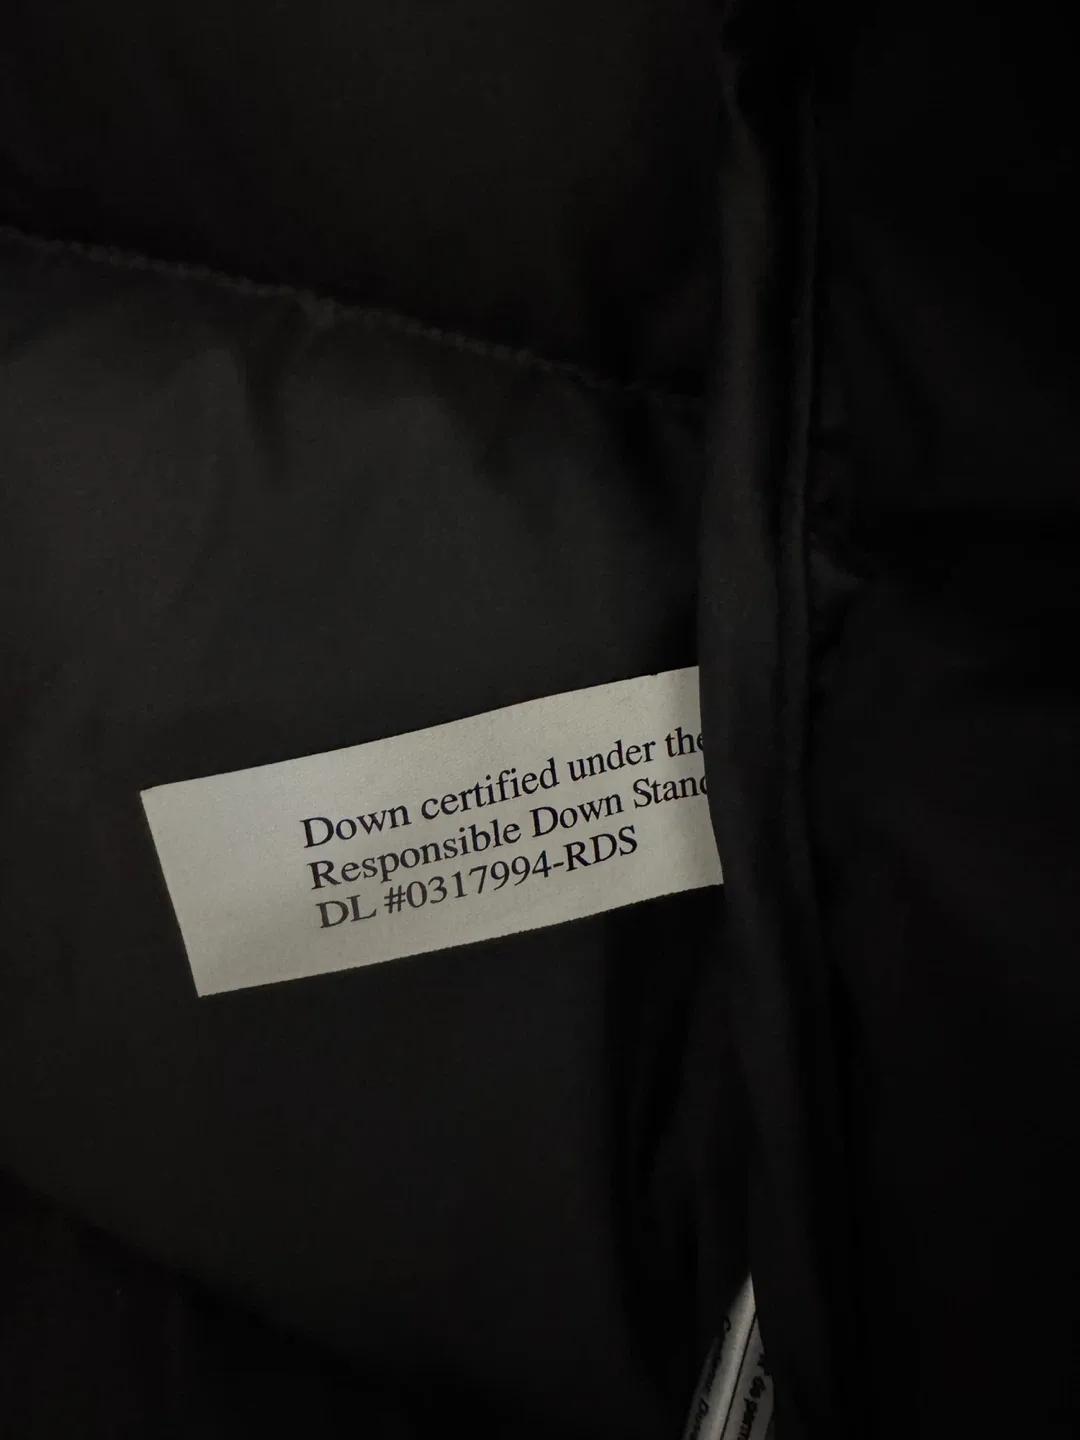 Down certified under the
Responsible Down Stand
DL #0317994-RDS